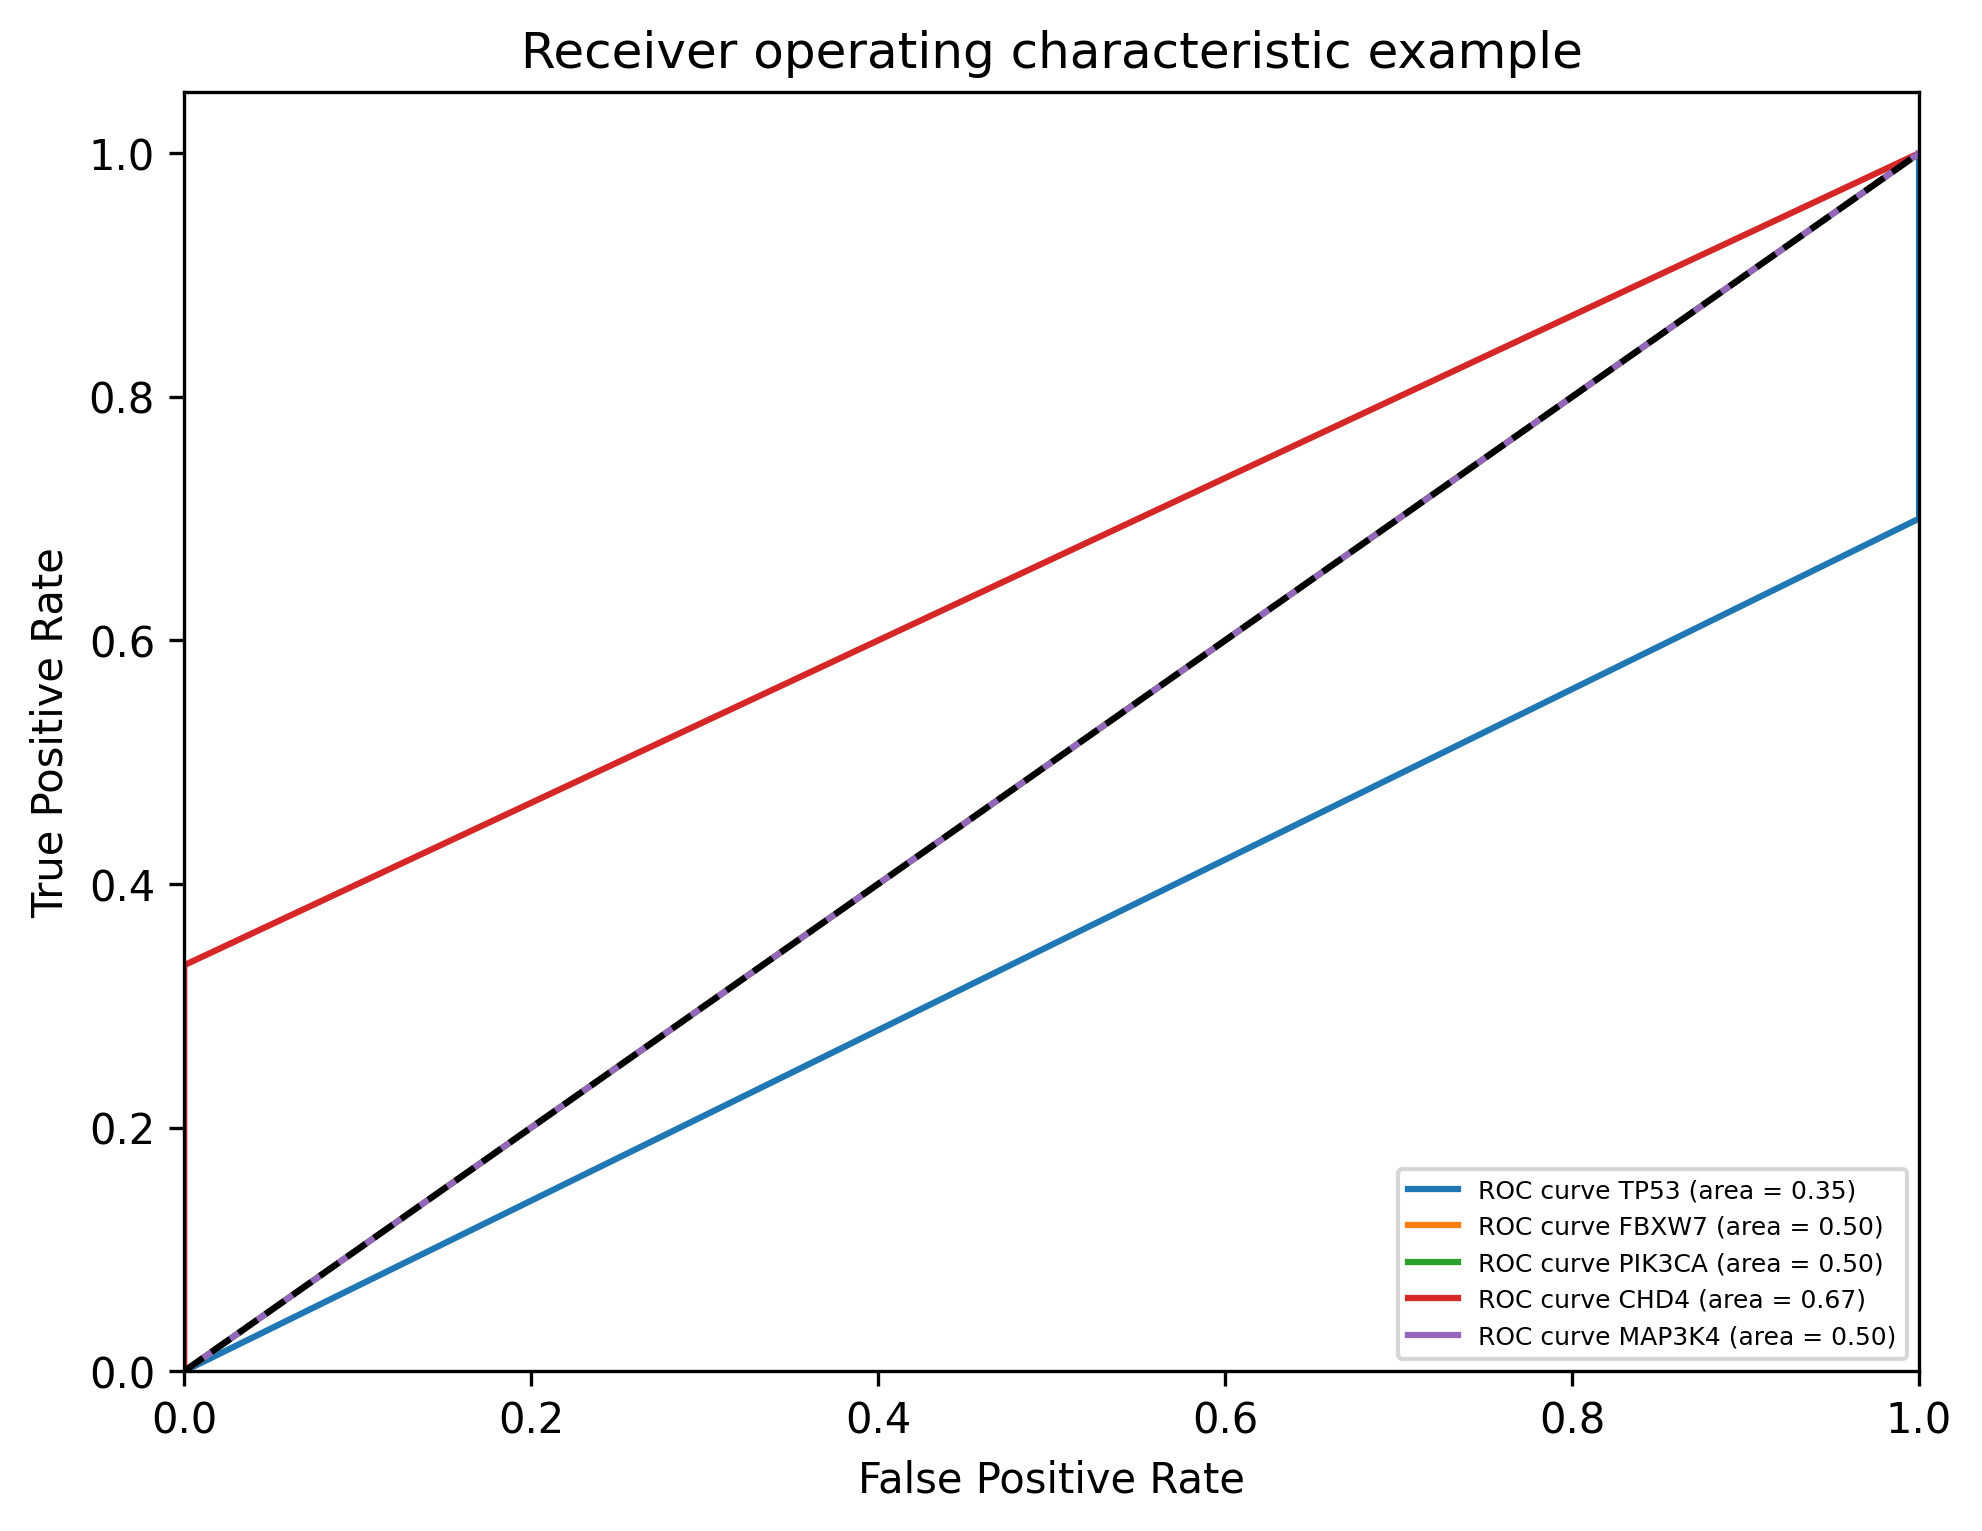 Receiver operating characteristic example
1.0
0.8
0.6
0.4
0.2
0.0
True Positive Rate
ROC curve TP53 (area = 0.35)
ROC curve FBXW7 (area = 0.50)
ROC curve PIK3CA (area = 0.50)
ROC curve CHD4 (area = 0.67)
ROC curve MAP3K4 (area = 0.50)
0.0 0.2 0.4 0.6 0.8 1.0
False Positive Rate